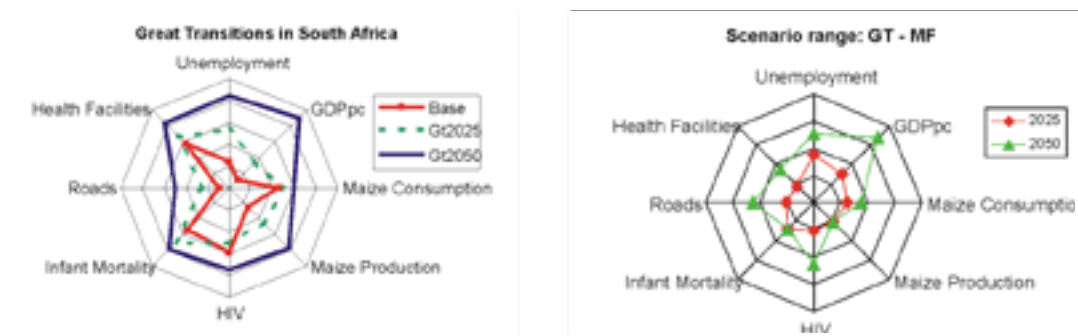 Great Transitions in South Africa
Unemployment
Health Facilities
GDPpc
Base
Gt2025
Gt2050
Roads
Maize Consumption
Infant Mortality
Maize Production
HIV
Scenario range: GT - MF
Unemployment
Health Facilities
GDPpc
2025
2050
Roads
Maize Consumptio
Infant Mortality
Maize Production
HIV